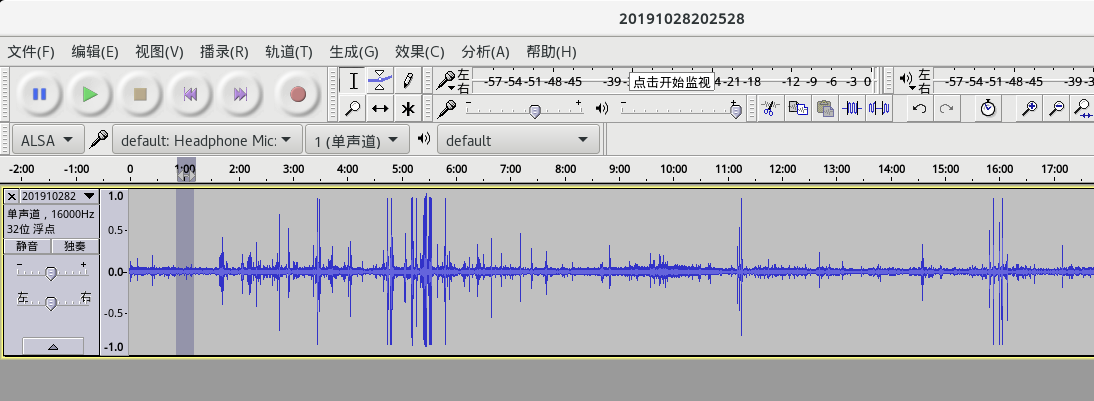 20191028202528
文件(F) 编辑(E) 视图(V) 播录(R) 轨道(T) 生成(G) 效果(C) 分析(A) 帮助(H)
左 右 -57 -54 -51 -48 -45 -39 点击开始监视 4 -21 -18 -12 -9 -6 -3 0 左 右 -57 -54 -51 -48 -45 -39 -3
- + - +
ALSA default: Headphone Mic: 1 (单声道) default
-2:00 -1:00 0 1:00 2:00 3:00 4:00 5:00 6:00 7:00 8:00 9:00 10:00 11:00 12:00 13:00 14:00 15:00 16:00 17:00
× 201910282 1.0
单声道 , 16000Hz
32位 浮点 0.5-
静音 独奏
- + 0.0-
左 右
-0.5-
-1.0